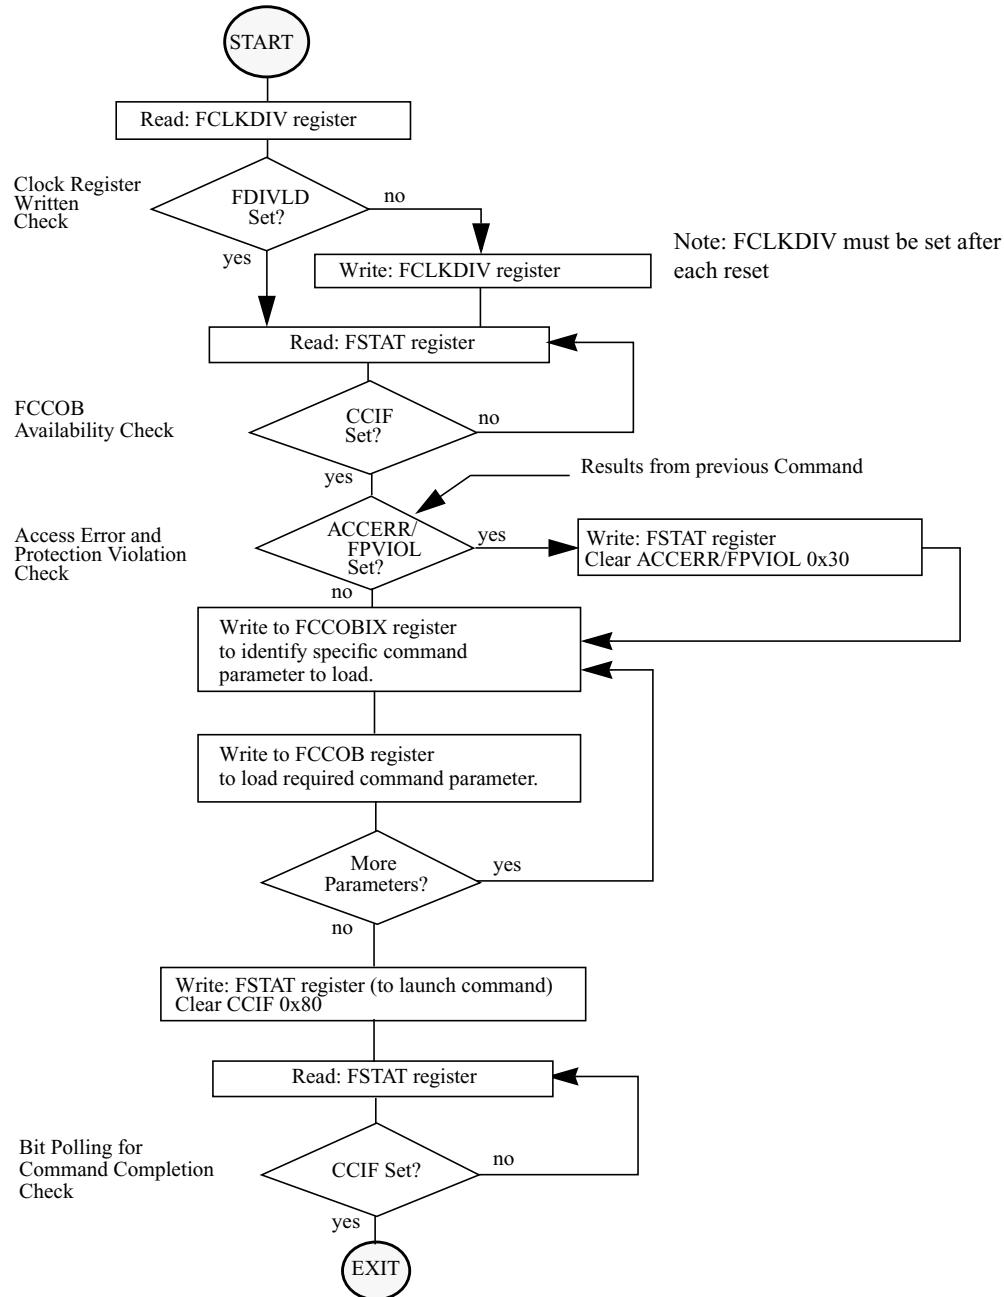 START
Read: FCLKDIV register
Clock Register
Written
Check
FDIVLD
Set?
no
yes
Write: FCLKDIV register
Note: FCLKDIV must be set after
each reset
Read: FSTAT register
FCCOB
Availability Check
CCIF
Set?
no
yes
Results from previous Command
Access Error and
Protection Violation
Check
ACCERR/
FPVIOL
Set?
yes
no
Write: FSTAT register
Clear ACCERR/FPVIOL 0x30
Write to FCCOBIX register
to identify specific command
parameter to load.
Write to FCCOB register
to load required command parameter.
More
Parameters?
yes
no
Write: FSTAT register (to launch command)
Clear CCIF 0x80
Read: FSTAT register
Bit Polling for
Command Completion
Check
CCIF Set?
no
yes
EXIT